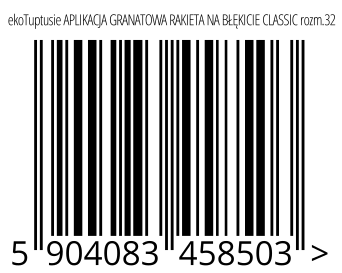 ekoTuptusie APLIKACJA GRANATOWA RAKIETA NA BŁĘKICIE CLASSIC rozm.32
5 904083 458503 >